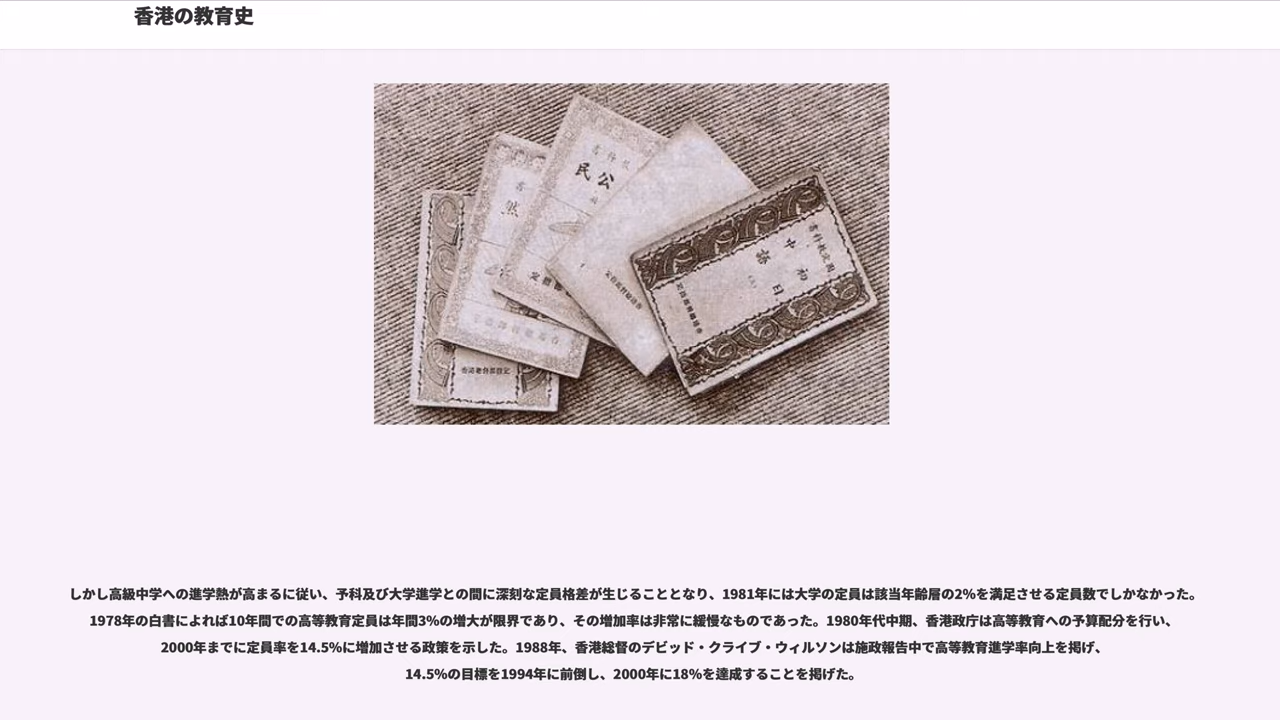 香港の教育史
公民
中
初
日
語
しかし高級中学への進学熱が高まるに従い、予科及び大学進学との間に深刻な定員格差が生じることとなり、1981年には大学の定員は該当年齢層の2%を満足させる定員数でしかなかった。
1978年の白書によれば10年間での高等教育定員は年間3%の増大が限界であり、その増加率は非常に緩慢なものであった。1980年代中期、香港政庁は高等教育への予算配分を行い、
2000年までに定員率を14.5%に増加させる政策を示した。1988年、香港総督のデビッド・クライブ・ウィルソンは施政報告中で高等教育進学率向上を掲げ、
14.5%の目標を1994年に前倒し、2000年に18%を達成することを掲げた。